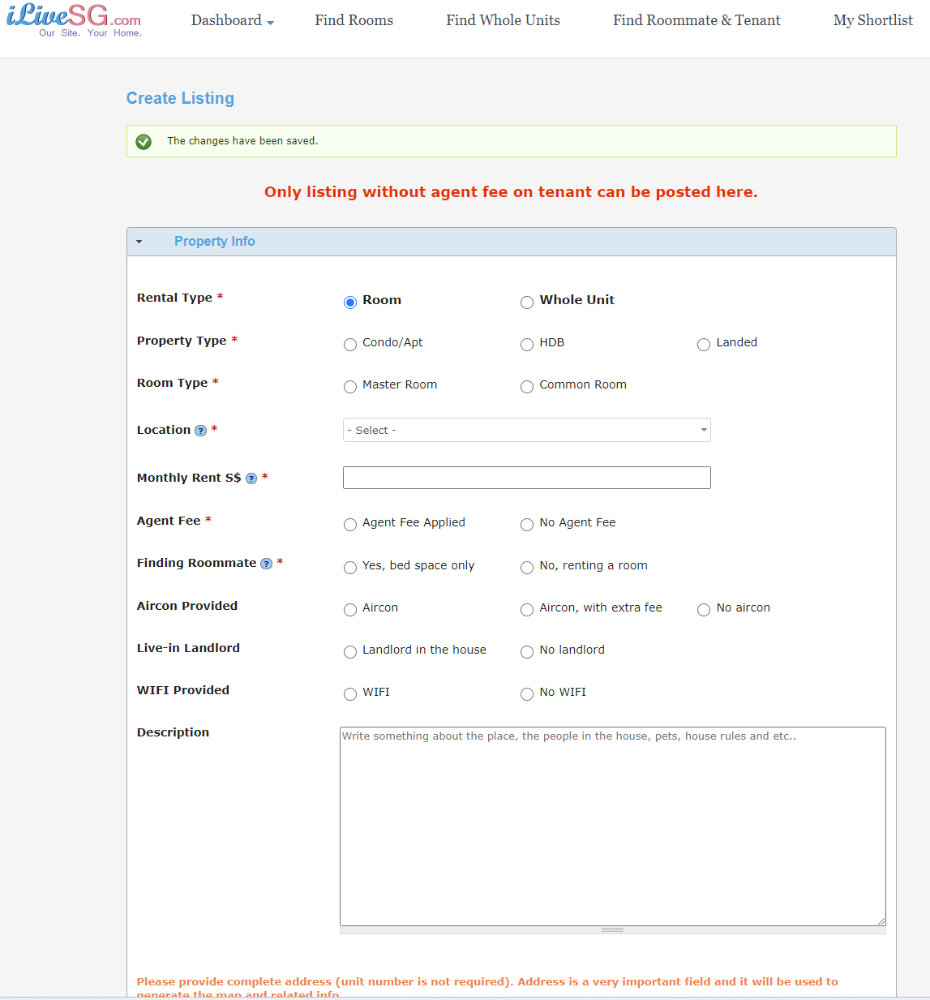 iLiveSG.com
Our Site. Your Home.
Dashboard Find Rooms Find Whole Units Find Roommate & Tenant My Shortlist
Create Listing
The changes have been saved.
Only listing without agent fee on tenant can be posted here.
Property Info
Rental Type * Room Whole Unit
Property Type * Condo/Apt HDB Landed
Room Type * Master Room Common Room
Location ? * - Select -
Monthly Rent S$ ? *
Agent Fee * Agent Fee Applied No Agent Fee
Finding Roommate ? * Yes, bed space only No, renting a room
Aircon Provided Aircon Aircon, with extra fee No aircon
Live-in Landlord Landlord in the house No landlord
WIFI Provided WIFI No WIFI
Description Write something about the place, the people in the house, pets, house rules and etc..
Please provide complete address (unit number is not required). Address is a very important field and it will be used to
generate the map and related info